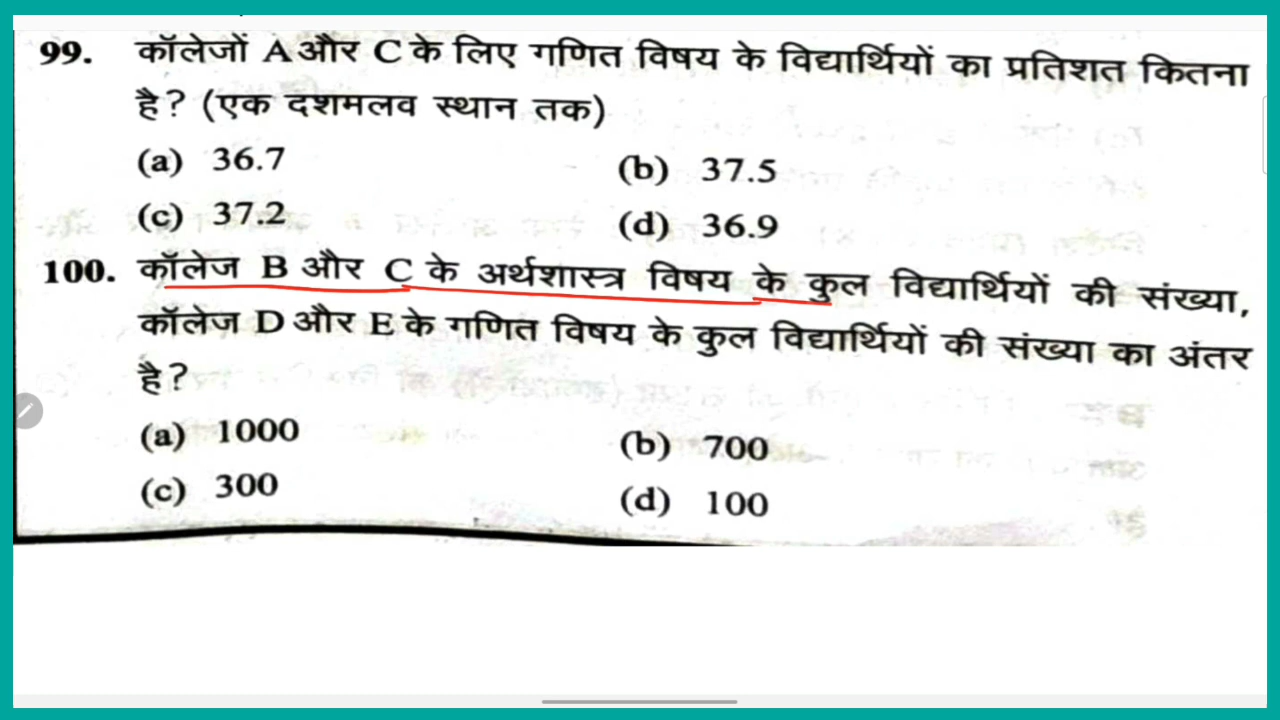 99. कॉलेजों A और C के लिए गणित विषय के विद्यार्थियों का प्रतिशत कितना
है? (एक दशमलव स्थान तक)
(a) 36.7 (b) 37.5
(c) 37.2 (d) 36.9
100. कॉलेज B और C के अर्थशास्त्र विषय के कुल विद्यार्थियों की संख्या,
कॉलेज D और E के गणित विषय के कुल विद्यार्थियों की संख्या का अंतर
है?
(a) 1000 (b) 700
(c) 300 (d) 100